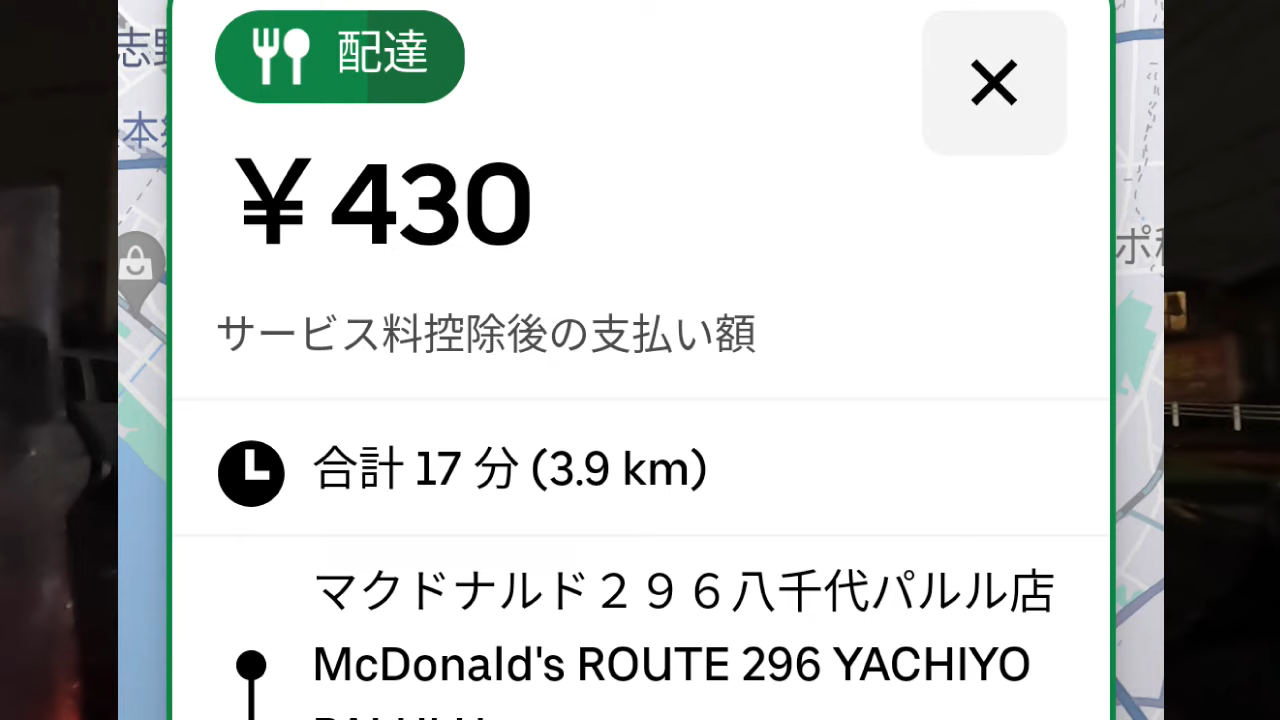 配達
￥430
サービス料控除後の支払い額
合計 17 分 (3.9 km)
マクドナルド２９６八千代パルル店
McDonald's ROUTE 296 YACHIYO